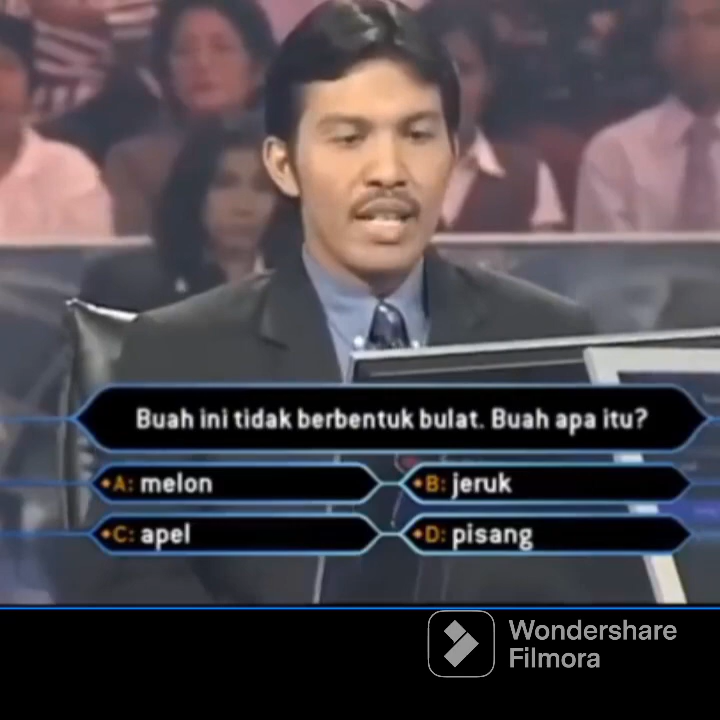 Buah ini tidak berbentuk bulat. Buah apa itu?
A: melon
B: jeruk
C: apel
D: pisang
Wondershare
Filmora